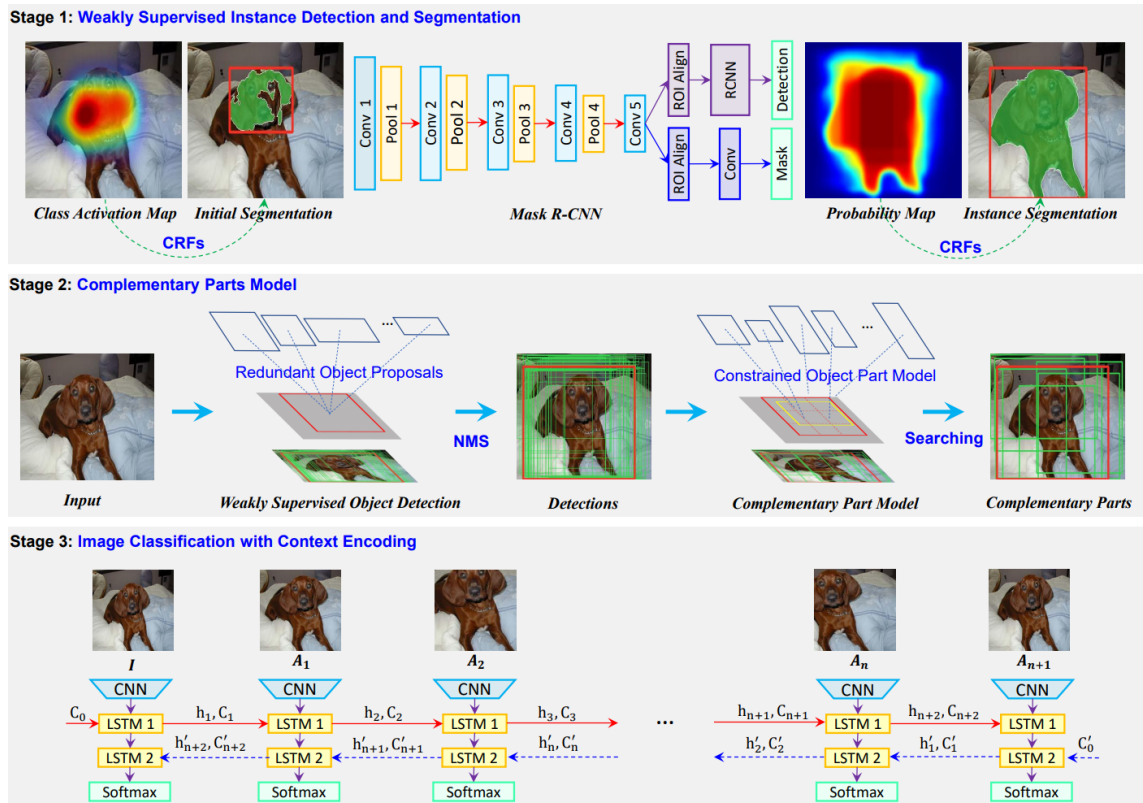 Stage 1: Weakly Supervised Instance Detection and Segmentation
Class Activation Map
Initial Segmentation
CRFs
Conv 1
Pool 1
Conv 2
Pool 2
Conv 3
Pool 3
Conv 4
Pool 4
Conv 5
ROI Align
RCNN
Detection
ROI Align
Conv
Mask
Mask R-CNN
Probability Map
Instance Segmentation
CRFs
Stage 2: Complementary Parts Model
Input
...
Redundant Object Proposals
Weakly Supervised Object Detection
NMS
Detections
...
Constrained Object Part Model
Complementary Part Model
Searching
Complementary Parts
Stage 3: Image Classification with Context Encoding
I A₁ A₂ Aₙ Aₙ₊₁
CNN CNN CNN CNN CNN
C₀ LSTM 1 h₁, C₁ LSTM 1 h₂, C₂ LSTM 1 h₃, C₃ ... hₙ₊₁, Cₙ₊₁ LSTM 1 hₙ₊₂, Cₙ₊₂ LSTM 1
LSTM 2 h′ₙ₊₂, C′ₙ₊₂ LSTM 2 h′ₙ₊₁, C′ₙ₊₁ LSTM 2 h′ₙ, C′ₙ h′₂, C′₂ LSTM 2 h′₁, C′₁ LSTM 2 C′₀
Softmax Softmax Softmax Softmax Softmax